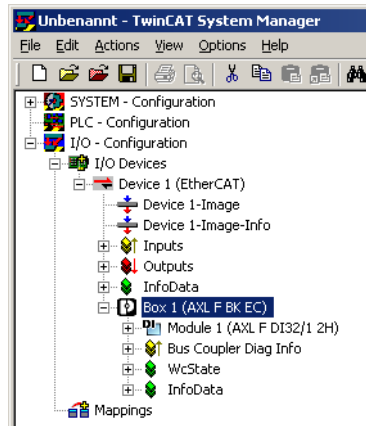 Unbenannt - TwinCAT System Manager
File Edit Actions View Options Help
SYSTEM - Configuration
PLC - Configuration
I/O - Configuration
I/O Devices
Device 1 (EtherCAT)
Device 1-Image
Device 1-Image-Info
Inputs
Outputs
InfoData
Box 1 (AXL F BK EC)
DI Module 1 (AXL F DI32/1 2H)
Bus Coupler Diag Info
WcState
InfoData
Mappings